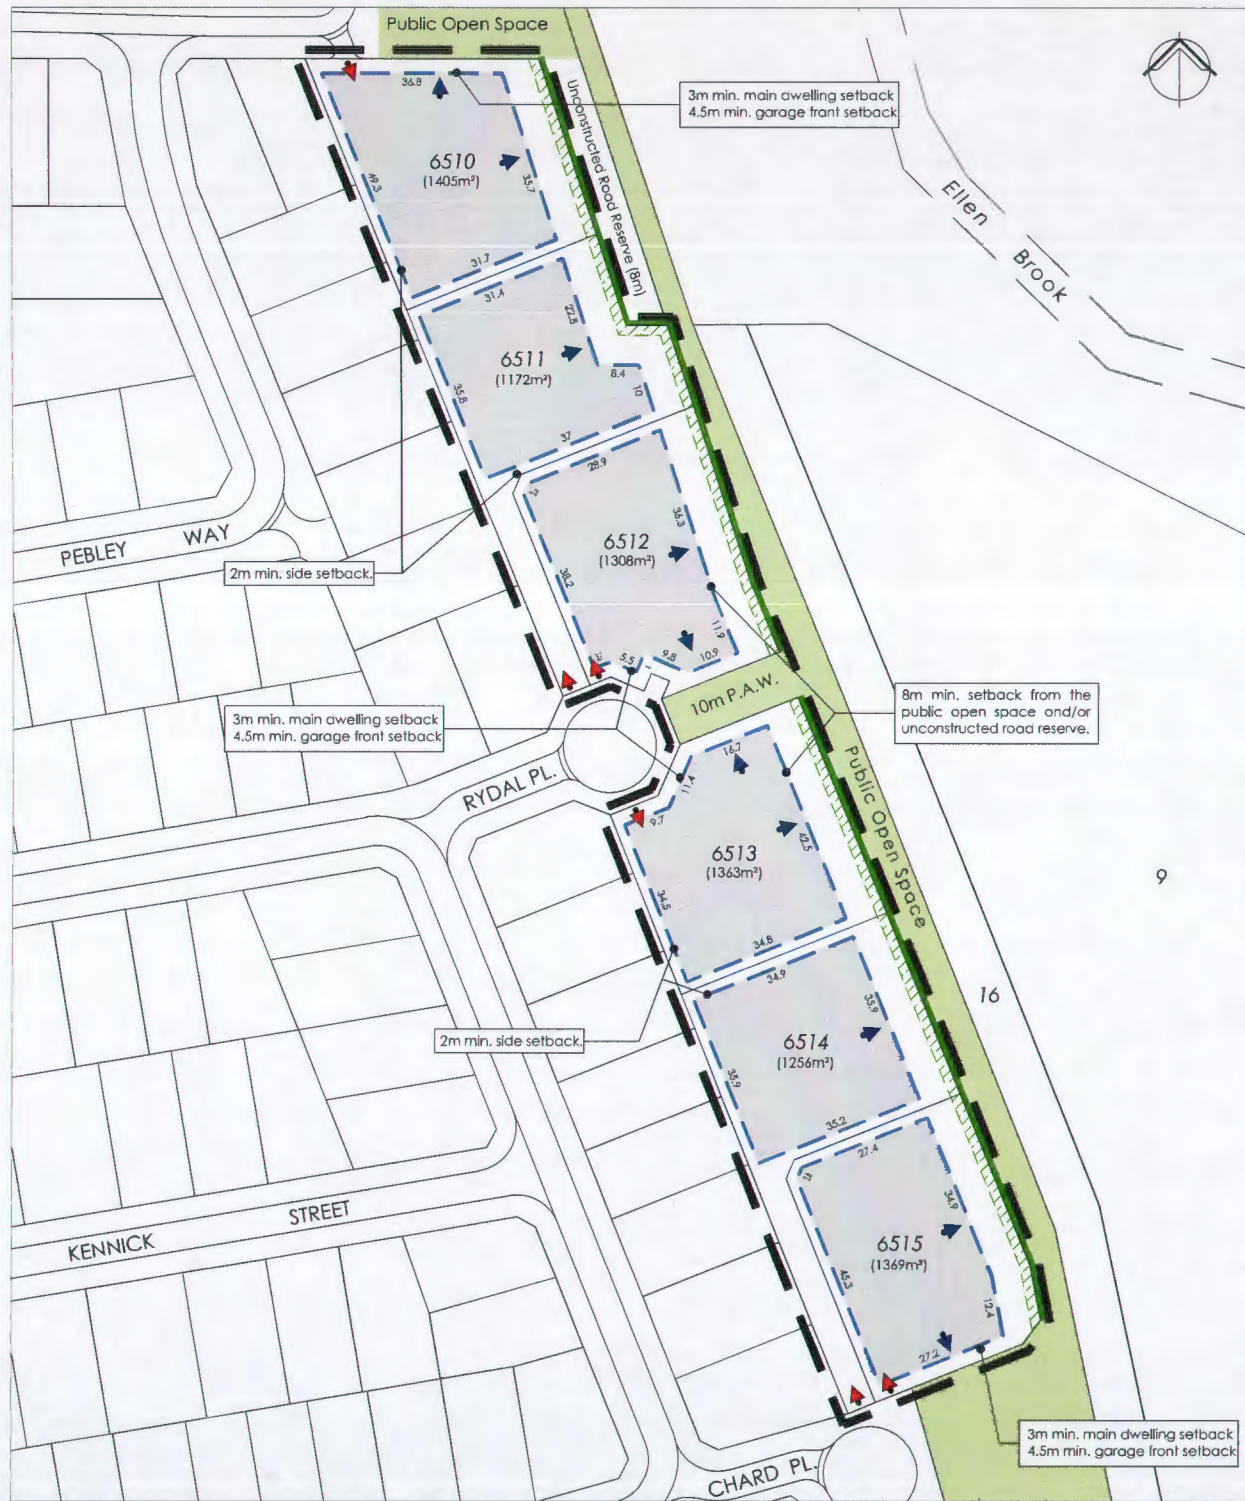 Public Open Space
3m min. main dwelling setback
4.5m min. garage front setback
Unconstructed Road Reserve (8m)
36.8
6510
(1405m²)
49.3
35.7
31.7
Ellen Brook
31.4
22.8
6511
(1172m²)
8.4
10
35.8
37
28.9
36.3
6512
(1308m²)
38.2
PEBLEY WAY
2m min. side setback.
11.9
5.5
9.8
10.9
10m P.A.W.
3m min. main dwelling setback
4.5m min. garage front setback
8m min. setback from the
public open space and/or
unconstructed road reserve.
RYDAL PL.
16.7
11.4
9.7
6513
(1363m²)
42.5
34.5
34.8
Public Open Space
9
16
34.9
35.9
6514
(1256m²)
35.9
35.2
2m min. side setback.
27.4
34.9
6515
(1369m²)
45.3
12.4
27.2
KENNICK STREET
3m min. main dwelling setback
4.5m min. garage front setback
CHARD PL.